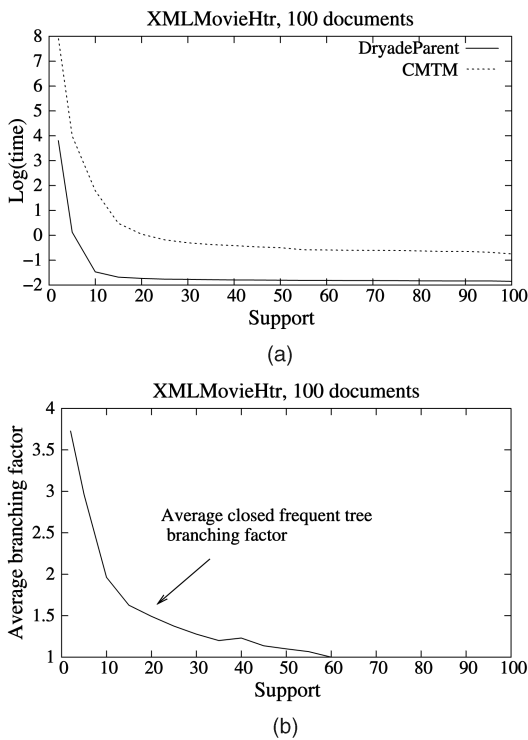 XMLMovieHtr, 100 documents
DryadeParent
CMTM
Log(time)
8
7
6
5
4
3
2
1
0
−1
−2
0 10 20 30 40 50 60 70 80 90 100
Support
(a)
XMLMovieHtr, 100 documents
Average branching factor
4
3.5
3
2.5
2
1.5
1
Average closed frequent tree
branching factor
0 10 20 30 40 50 60 70 80 90 100
Support
(b)